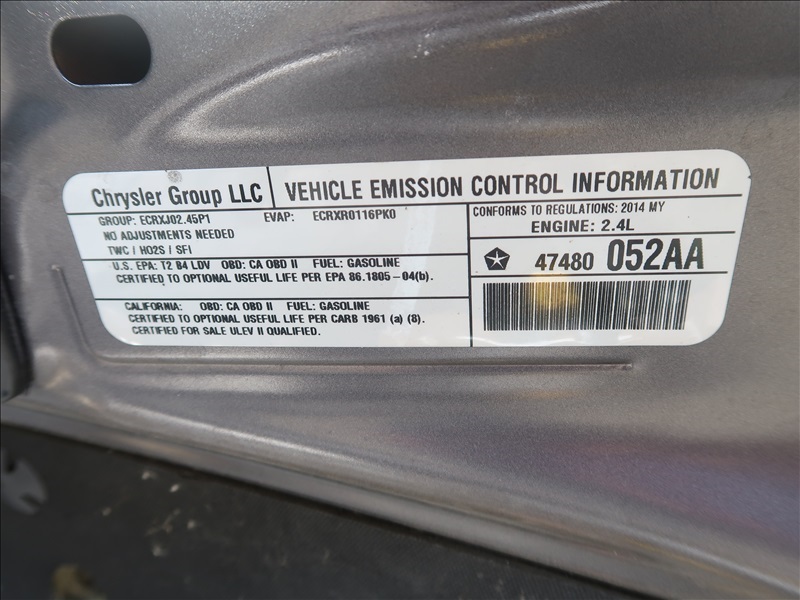 Chrysler Group LLC
VEHICLE EMISSION CONTROL INFORMATION
GROUP: ECRXJ02.45P1 EVAP: ECRXR0116PK0
NO ADJUSTMENTS NEEDED
TWC / HO2S / SFI
CONFORMS TO REGULATIONS: 2014 MY
ENGINE: 2.4L
U.S. EPA: T2 B4 LDV OBD: CA OBD II FUEL: GASOLINE
CERTIFIED TO OPTIONAL USEFUL LIFE PER EPA 86.1805-04(b).
47480 052AA
CALIFORNIA: OBD: CA OBD II FUEL: GASOLINE
CERTIFIED TO OPTIONAL USEFUL LIFE PER CARB 1961 (a) (8).
CERTIFIED FOR SALE ULEV II QUALIFIED.